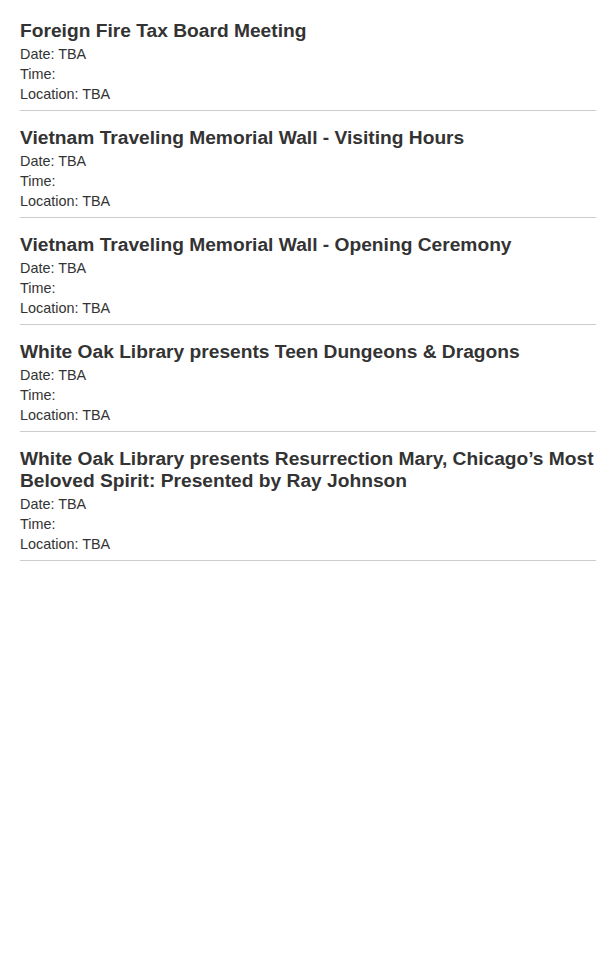 Foreign Fire Tax Board Meeting
Date: TBA
Time:
Location: TBA
Vietnam Traveling Memorial Wall - Visiting Hours
Date: TBA
Time:
Location: TBA
Vietnam Traveling Memorial Wall - Opening Ceremony
Date: TBA
Time:
Location: TBA
White Oak Library presents Teen Dungeons & Dragons
Date: TBA
Time:
Location: TBA
White Oak Library presents Resurrection Mary, Chicago’s Most
Beloved Spirit: Presented by Ray Johnson
Date: TBA
Time:
Location: TBA